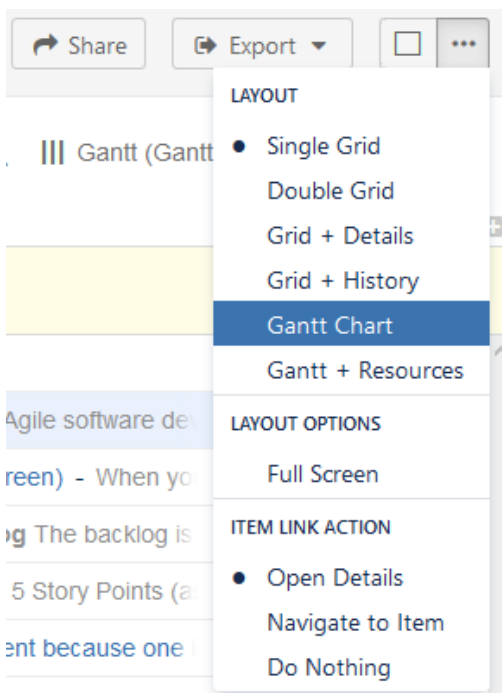 Share
Export
LAYOUT
||| Gantt (Gantt
Single Grid
Double Grid
Grid + Details
Grid + History
Gantt Chart
Gantt + Resources
Agile software de
LAYOUT OPTIONS
reen) - When yo
Full Screen
og The backlog is
ITEM LINK ACTION
5 Story Points (a
Open Details
Navigate to Item
ent because one
Do Nothing